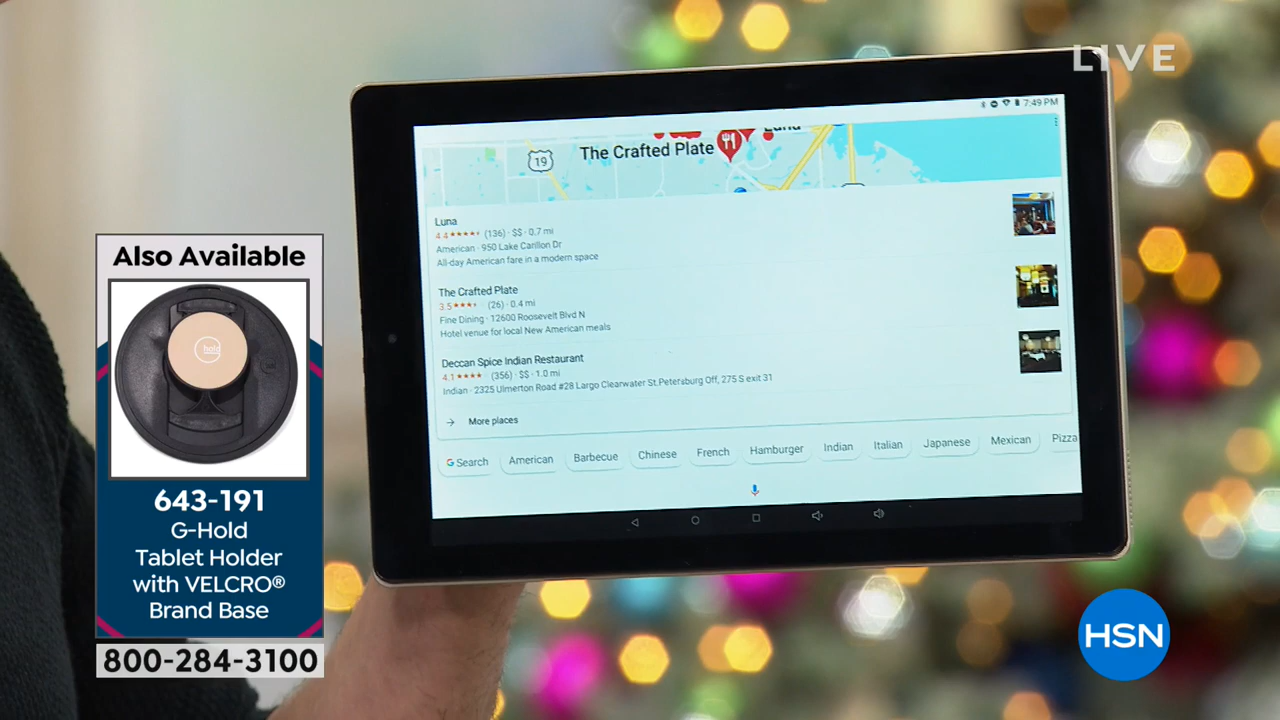 LIVE
7:49 PM
19
The Crafted Plate
Luna
Luna
4.4 (136) · $$ · 0.7 mi
American · 950 Lake Carillon Dr
All-day American fare in a modern space
The Crafted Plate
3.5 (26) · 0.4 mi
Fine Dining · 12600 Roosevelt Blvd N
Hotel venue for local New American meals
Deccan Spice Indian Restaurant
4.1 (356) · $$ · 1.0 mi
Indian · 2325 Ulmerton Road #28 Largo Clearwater St.Petersburg Off, 275 S exit 31
More places
G Search American Barbecue Chinese French Hamburger Indian Italian Japanese Mexican Pizza
Also Available
hold
643-191
G-Hold
Tablet Holder
with VELCRO®
Brand Base
800-284-3100
HSN